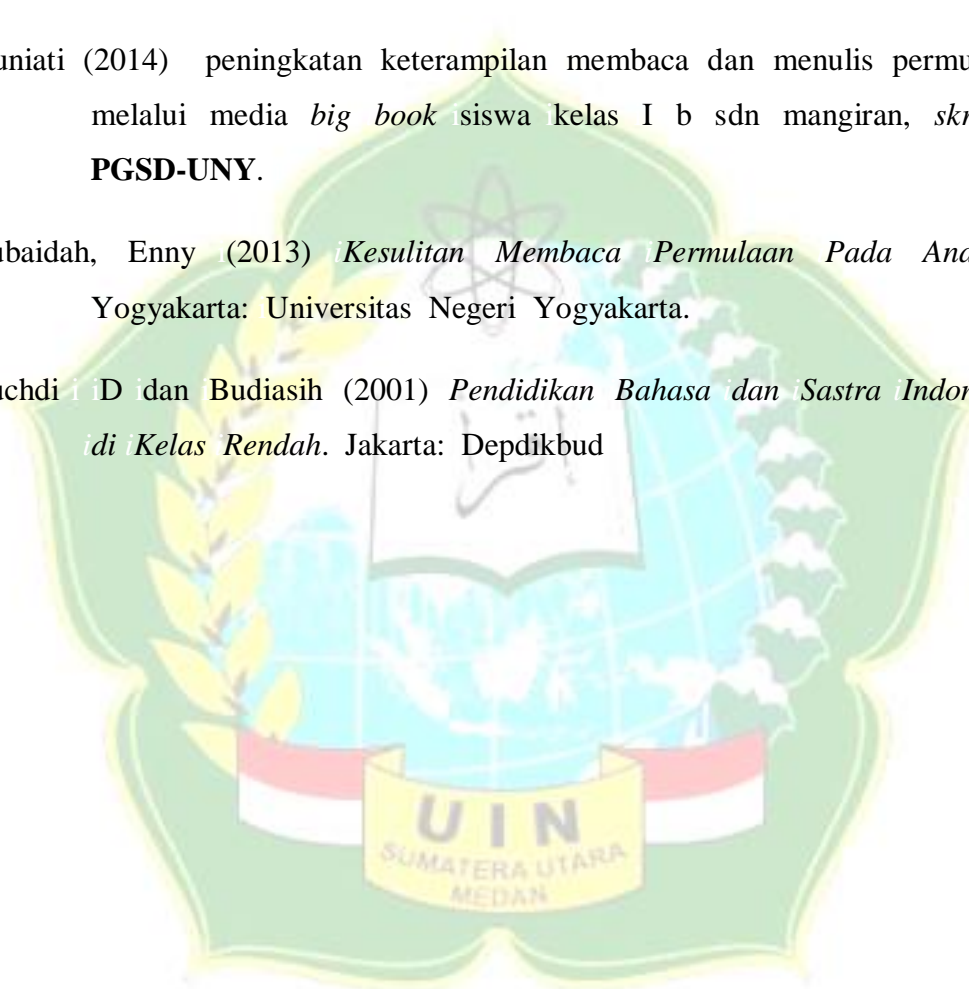 uniati (2014) peningkatan keterampilan membaca dan menulis permu
melalui media big book siswa kelas I b sdn mangiran, skr
PGSD-UNY.
ubaidah, Enny (2013) Kesulitan Membaca Permulaan Pada Ana
Yogyakarta: Universitas Negeri Yogyakarta.
uchdi D dan Budiasih (2001) Pendidikan Bahasa dan Sastra Indon
di Kelas Rendah. Jakarta: Depdikbud
UIN
SUMATERA UTARA
MEDAN